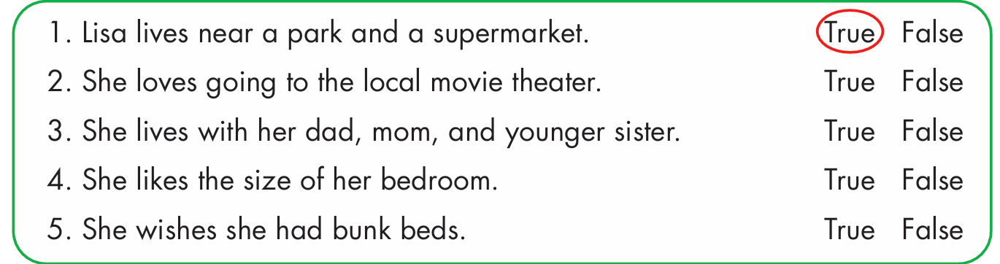 1. Lisa lives near a park and a supermarket. True False
2. She loves going to the local movie theater. True False
3. She lives with her dad, mom, and younger sister. True False
4. She likes the size of her bedroom. True False
5. She wishes she had bunk beds. True False